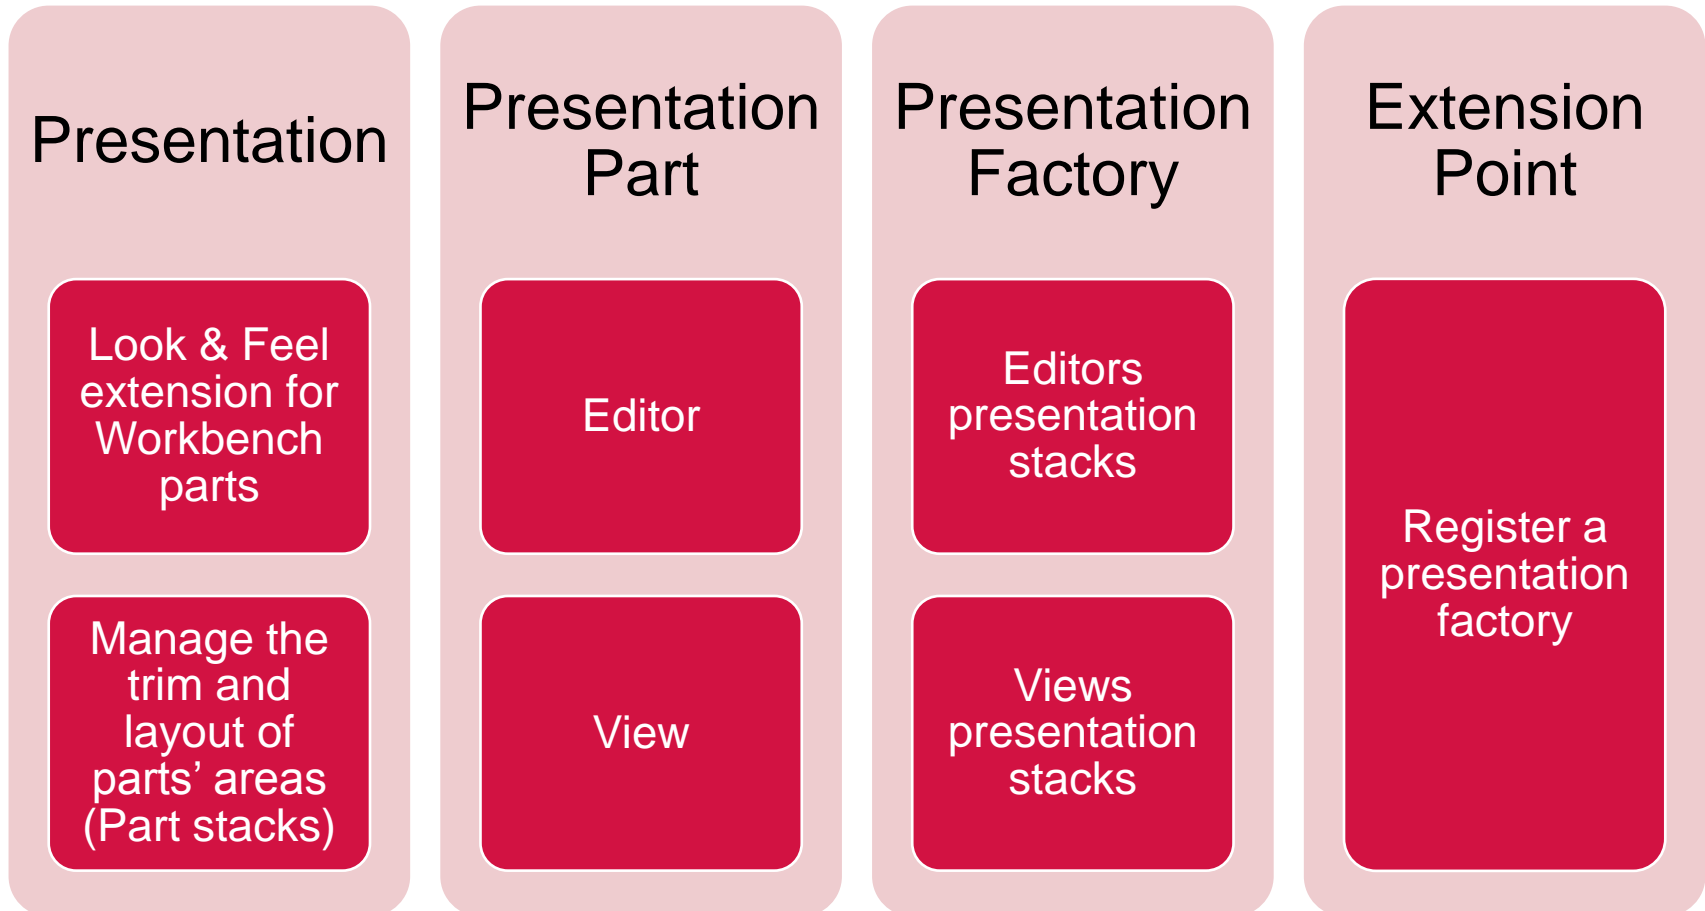 Presentation
Look & Feel
extension for
Workbench
parts
Manage the
trim and
layout of
parts’ areas
(Part stacks)
Presentation
Part
Editor
View
Presentation
Factory
Editors
presentation
stacks
Views
presentation
stacks
Extension
Point
Register a
presentation
factory